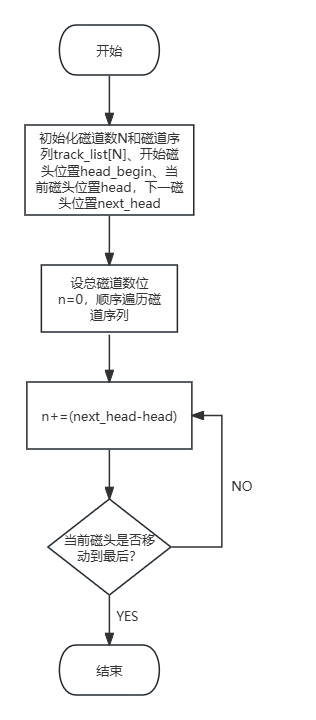 开始
初始化磁道数N和磁道序
列track_list[N]、开始磁
头位置head_begin、当
前磁头位置head，下一磁
头位置next_head
设总磁道数位
n=0，顺序遍历磁
道序列
n+=(next_head-head)
NO
当前磁头是否移
动到最后？
YES
结束